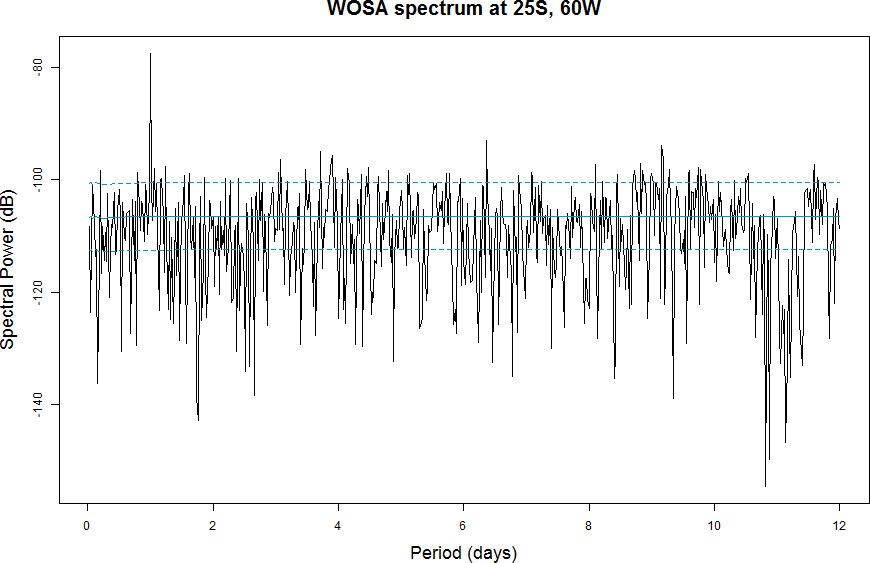 WOSA spectrum at 25S, 60W
Spectral Power (dB)
-80
-100
-120
-140
0 2 4 6 8 10 12
Period (days)